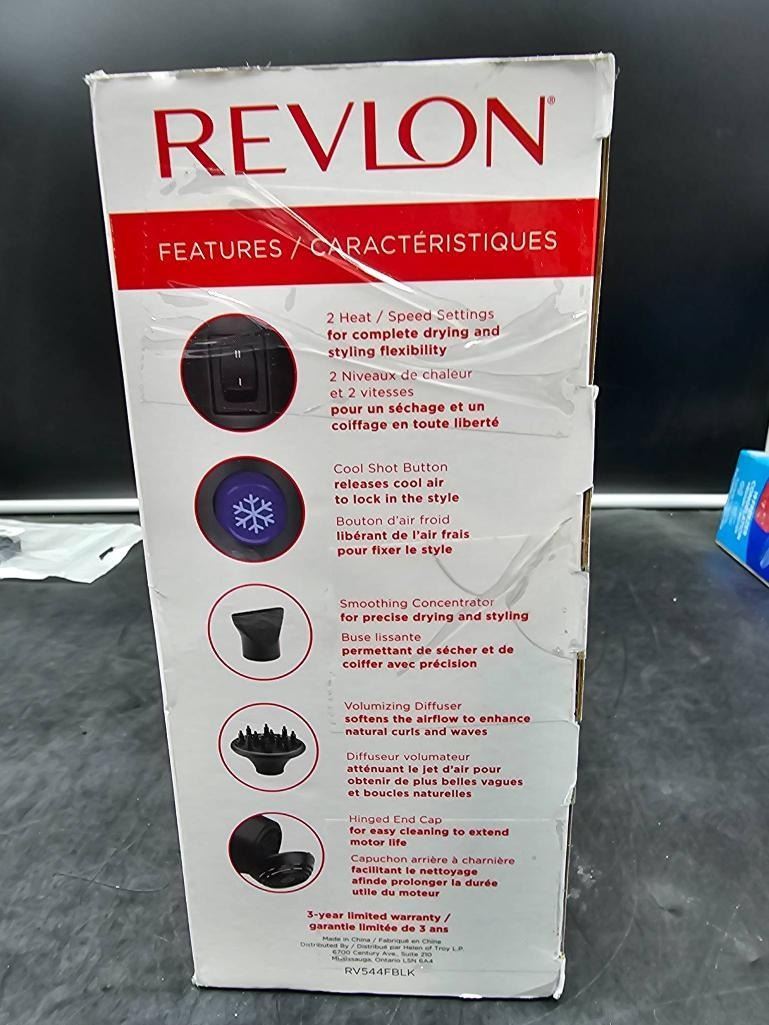 REVLON®
FEATURES / CARACTÉRISTIQUES
2 Heat / Speed Settings
for complete drying and
styling flexibility
2 Niveaux de chaleur
et 2 vitesses
pour un séchage et un
coiffage en toute liberté
II
I
Cool Shot Button
releases cool air
to lock in the style
Bouton d'air froid
libérant de l'air frais
pour fixer le style
Smoothing Concentrator
for precise drying and styling
Buse lissante
permettant de sécher et de
coiffer avec précision
Volumizing Diffuser
softens the airflow to enhance
natural curls and waves
Diffuseur volumateur
atténuant le jet d'air pour
obtenir de plus belles vagues
et boucles naturelles
Hinged End Cap
for easy cleaning to extend
motor life
Capuchon arrière à charnière
facilitant le nettoyage
afinde prolonger la durée
utile du moteur
3-year limited warranty /
garantie limitée de 3 ans
Made in China / Fabriqué en Chine
Distributed By / Distribué par Helen of Troy L.P.
6700 Century Ave., Suite 210
Mississauga, Ontario L5N 6A4
RV544FBLK